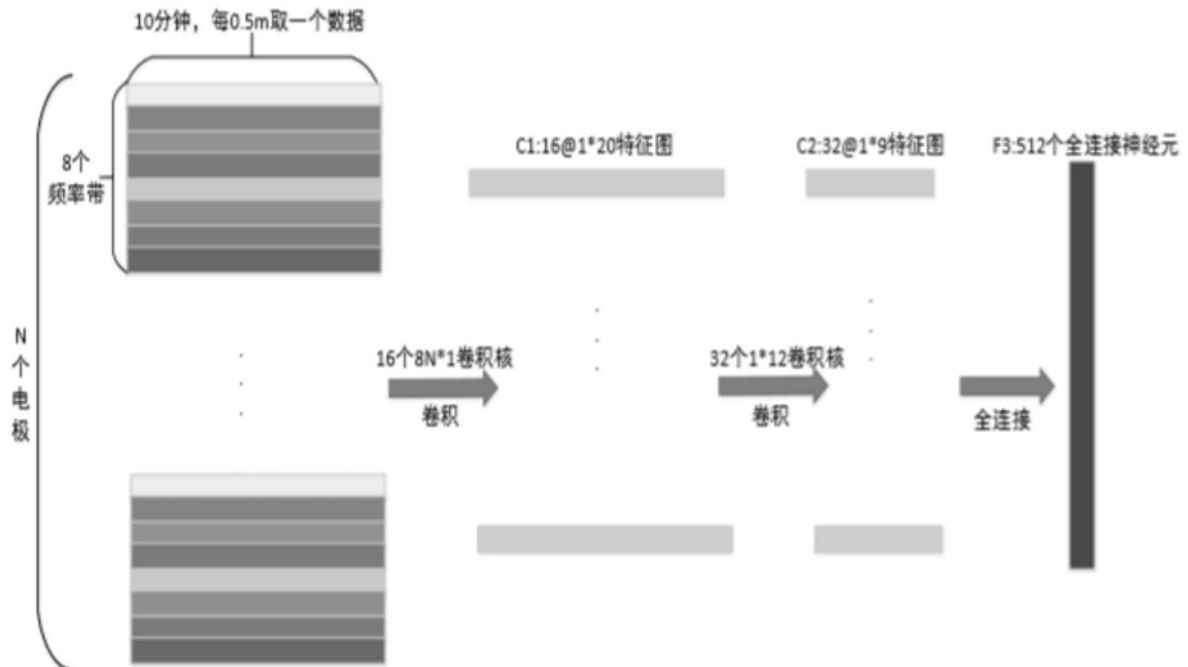 10分钟，每0.5m取一个数据
8个
频率带
N
个
电
极
C1:16@1*20特征图
C2:32@1*9特征图
F3:512个全连接神经元
16个8N*1卷积核
卷积
32个1*12卷积核
卷积
全连接